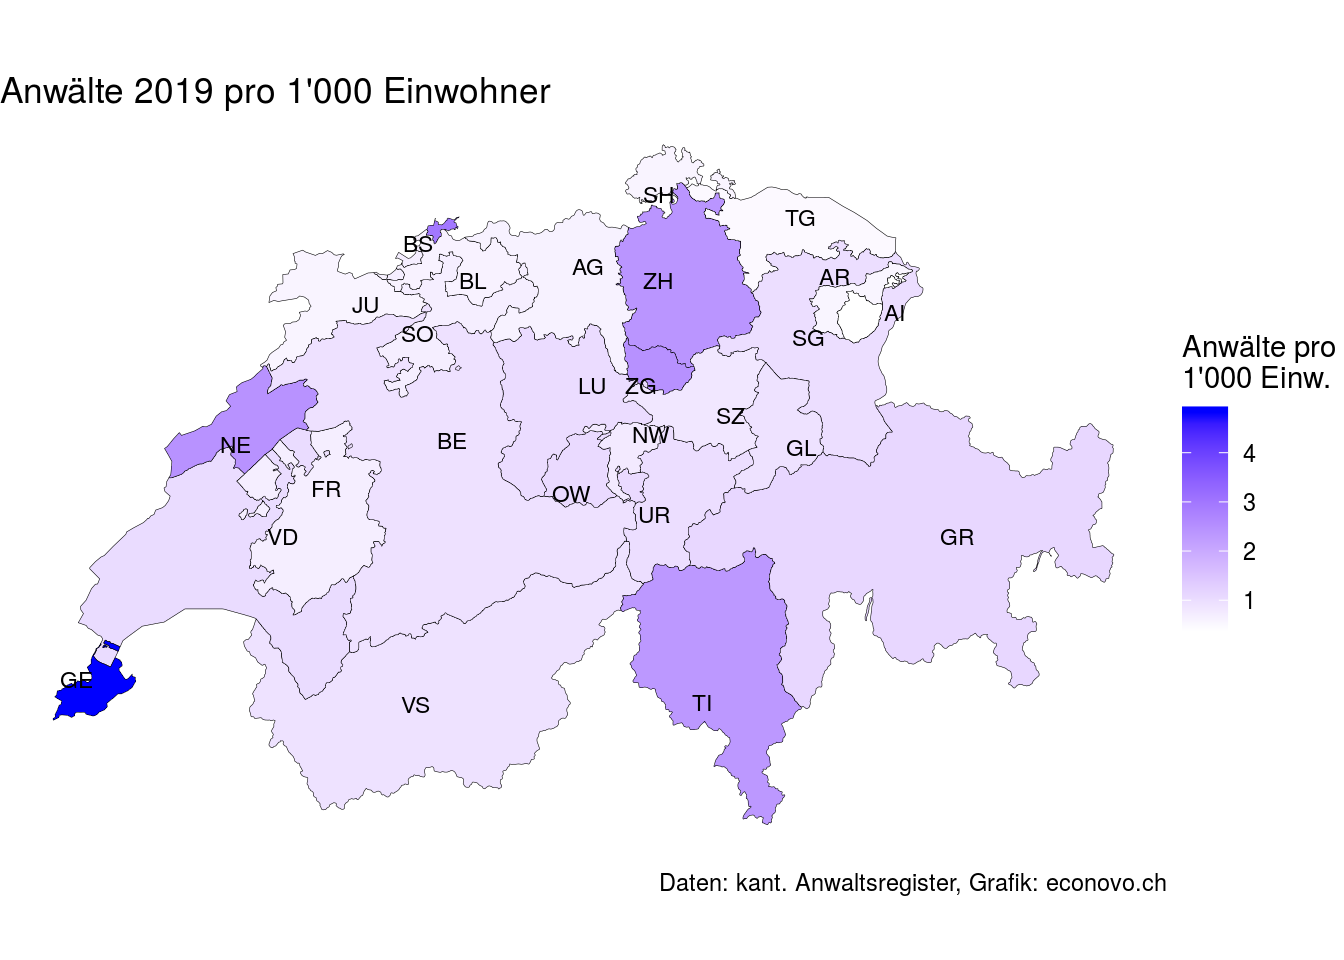 Anwälte 2019 pro 1'000 Einwohner
SH
TG
BS
AG
AR
BL
ZH
JU
AI
SO
SG
LU
ZG
SZ
NW
BE
NE
GL
FR
OW
UR
VD
GR
GE
VS
TI
Anwälte pro
1'000 Einw.
4
3
2
1
Daten: kant. Anwaltsregister, Grafik: econovo.ch